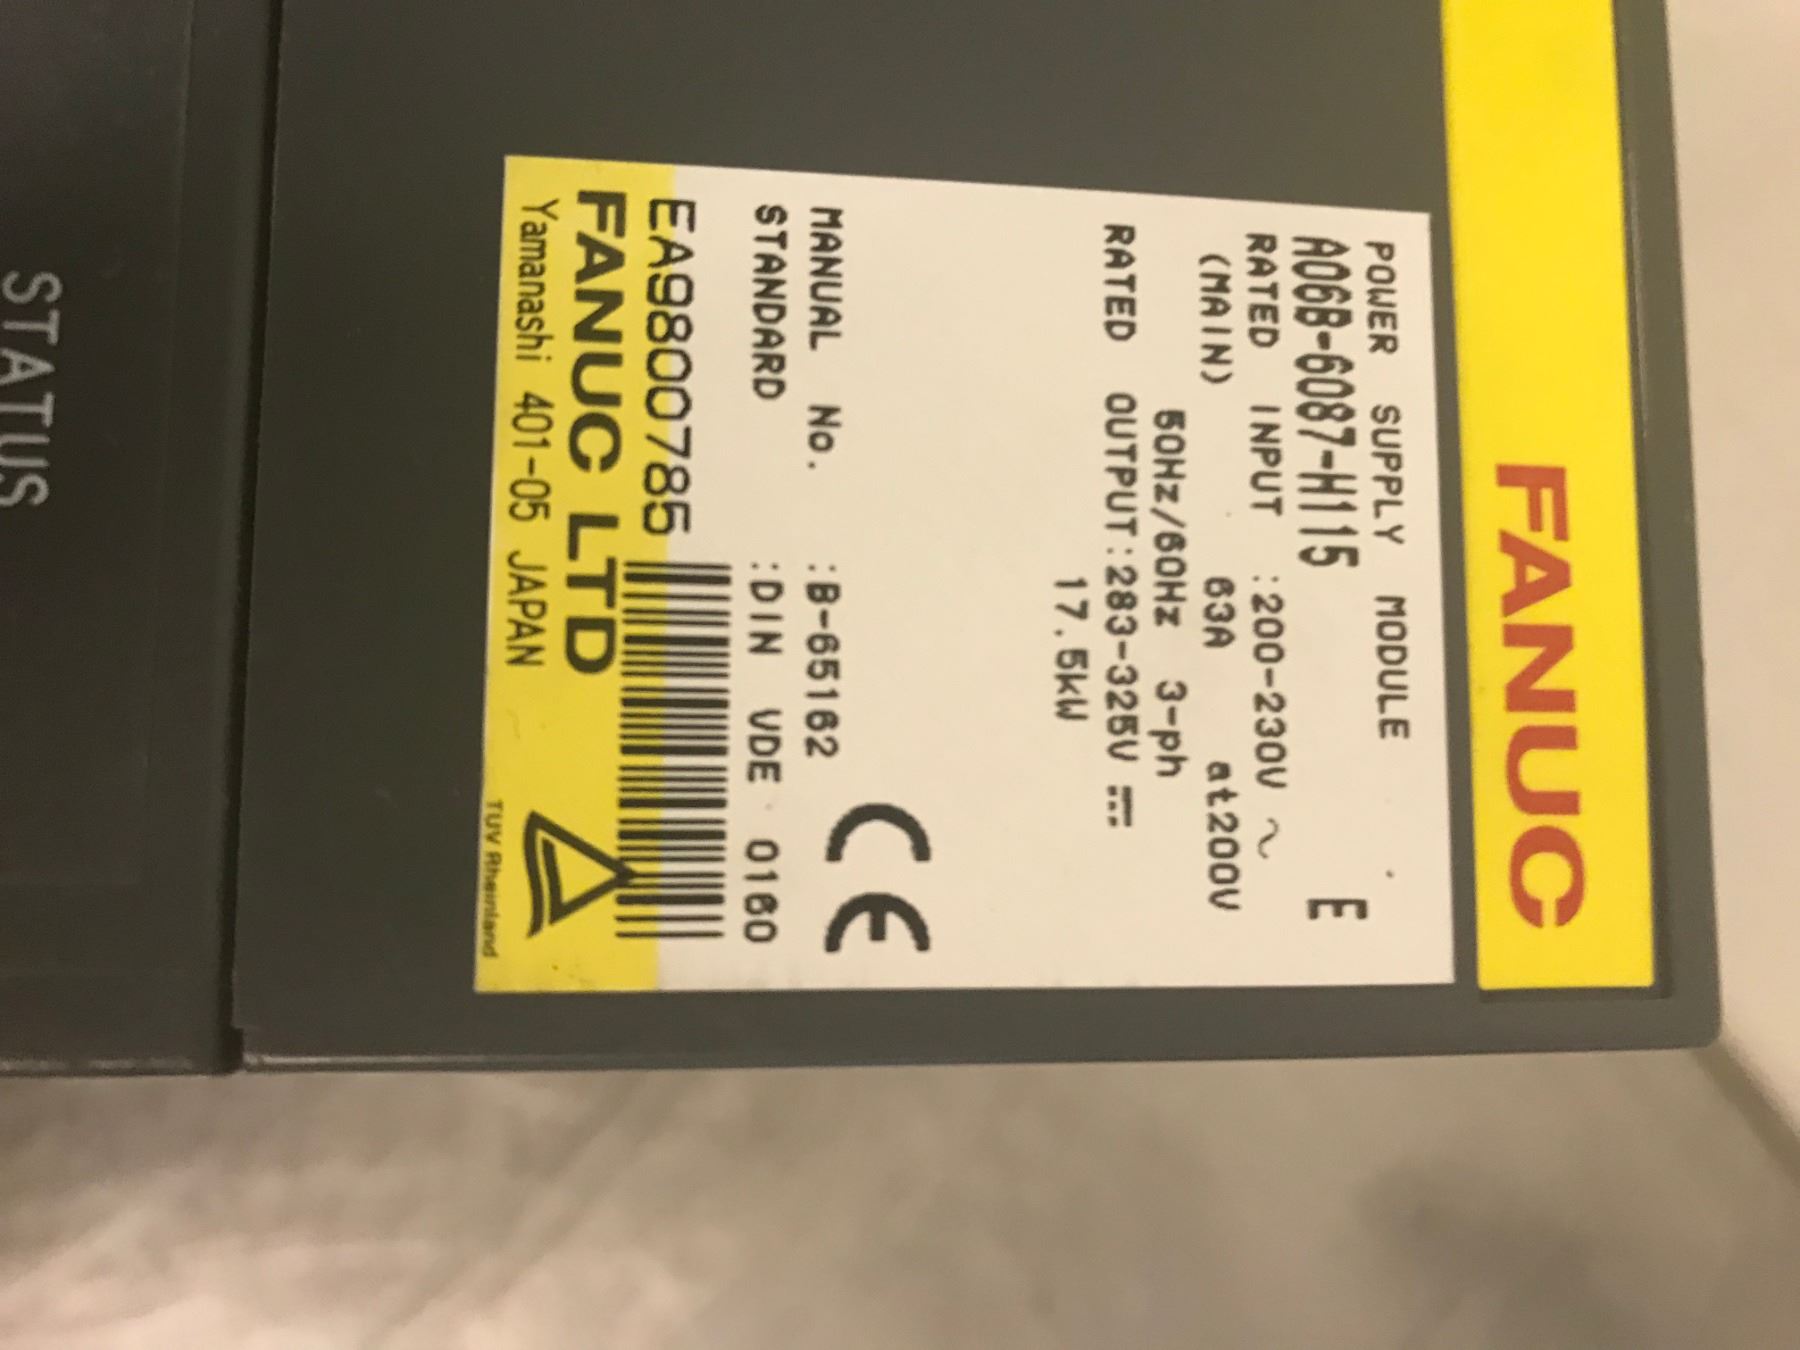 FANUC
POWER SUPPLY MODULE
A06B-6087-H115 E
RATED INPUT :200-230V ~
(MAIN) 63A at200V
50Hz/60Hz 3-ph
RATED OUTPUT:283-325V ⎓
17.5kW
CE
MANUAL No. :B-65162
STANDARD :DIN VDE 0160
EA9800785
FANUC LTD
Yamanashi 401-05 JAPAN
TUV Rheinland
STATUS